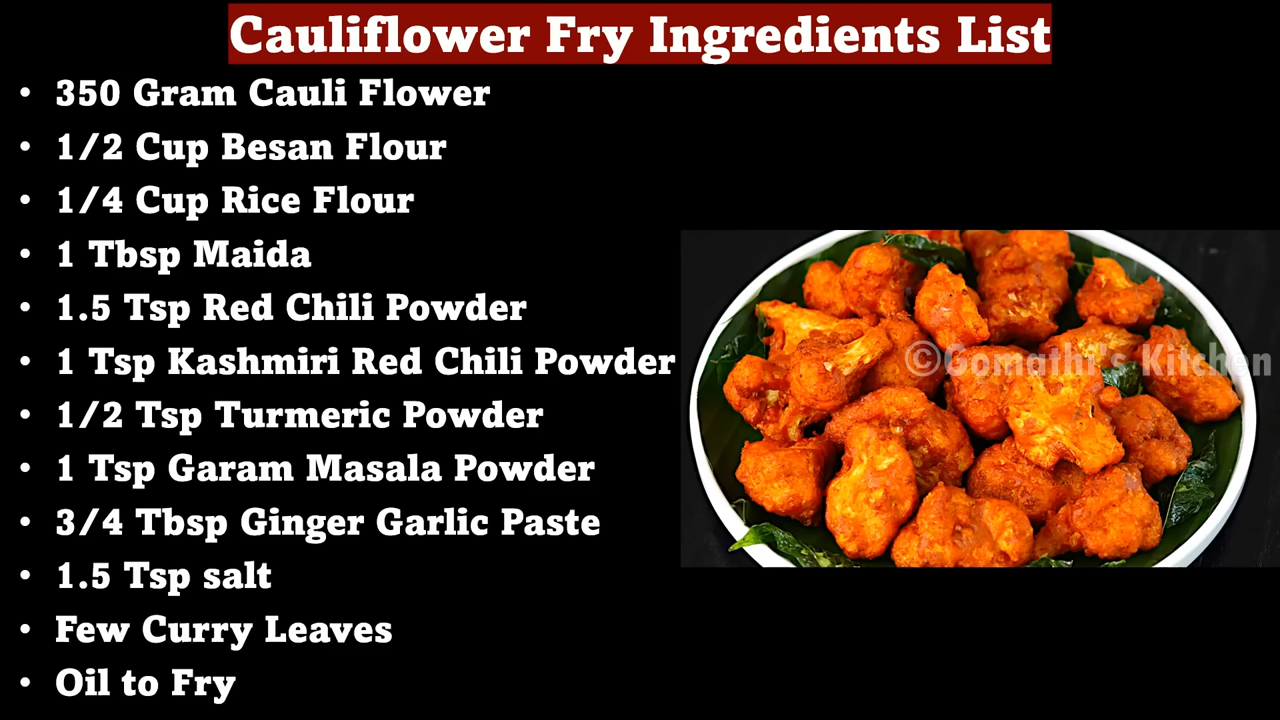 Cauliflower Fry Ingredients List
• 350 Gram Cauli Flower
• 1/2 Cup Besan Flour
• 1/4 Cup Rice Flour
• 1 Tbsp Maida
• 1.5 Tsp Red Chili Powder
• 1 Tsp Kashmiri Red Chili Powder
• 1/2 Tsp Turmeric Powder
• 1 Tsp Garam Masala Powder
• 3/4 Tbsp Ginger Garlic Paste
• 1.5 Tsp salt
• Few Curry Leaves
• Oil to Fry
©Gomathi's Kitchen